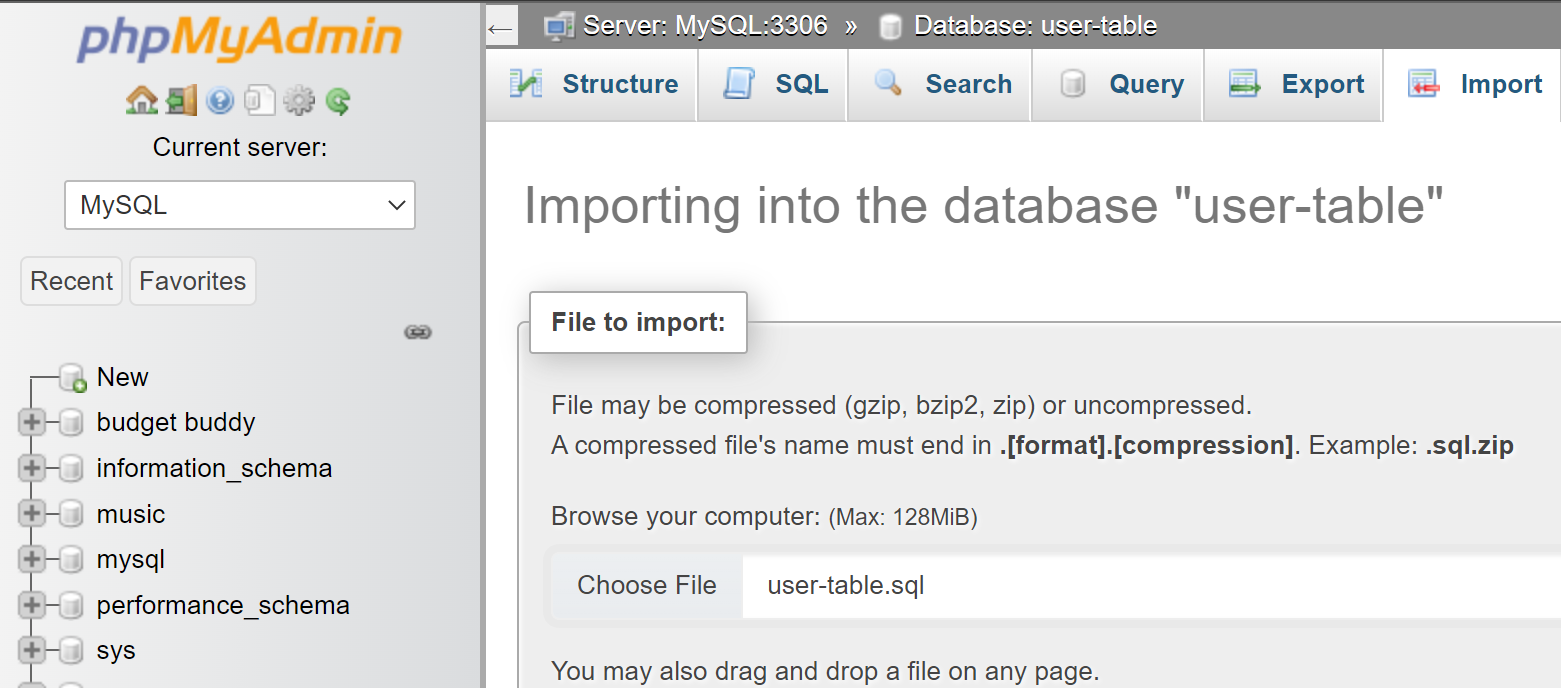 phpMyAdmin
Current server:
MySQL
Recent Favorites
New
budget buddy
information_schema
music
mysql
performance_schema
sys
← Server: MySQL:3306 » Database: user-table
Structure SQL Search Query Export Import
Importing into the database "user-table"
File to import:
File may be compressed (gzip, bzip2, zip) or uncompressed.
A compressed file's name must end in .[format].[compression]. Example: .sql.zip
Browse your computer: (Max: 128MiB)
Choose File user-table.sql
You may also drag and drop a file on any page.